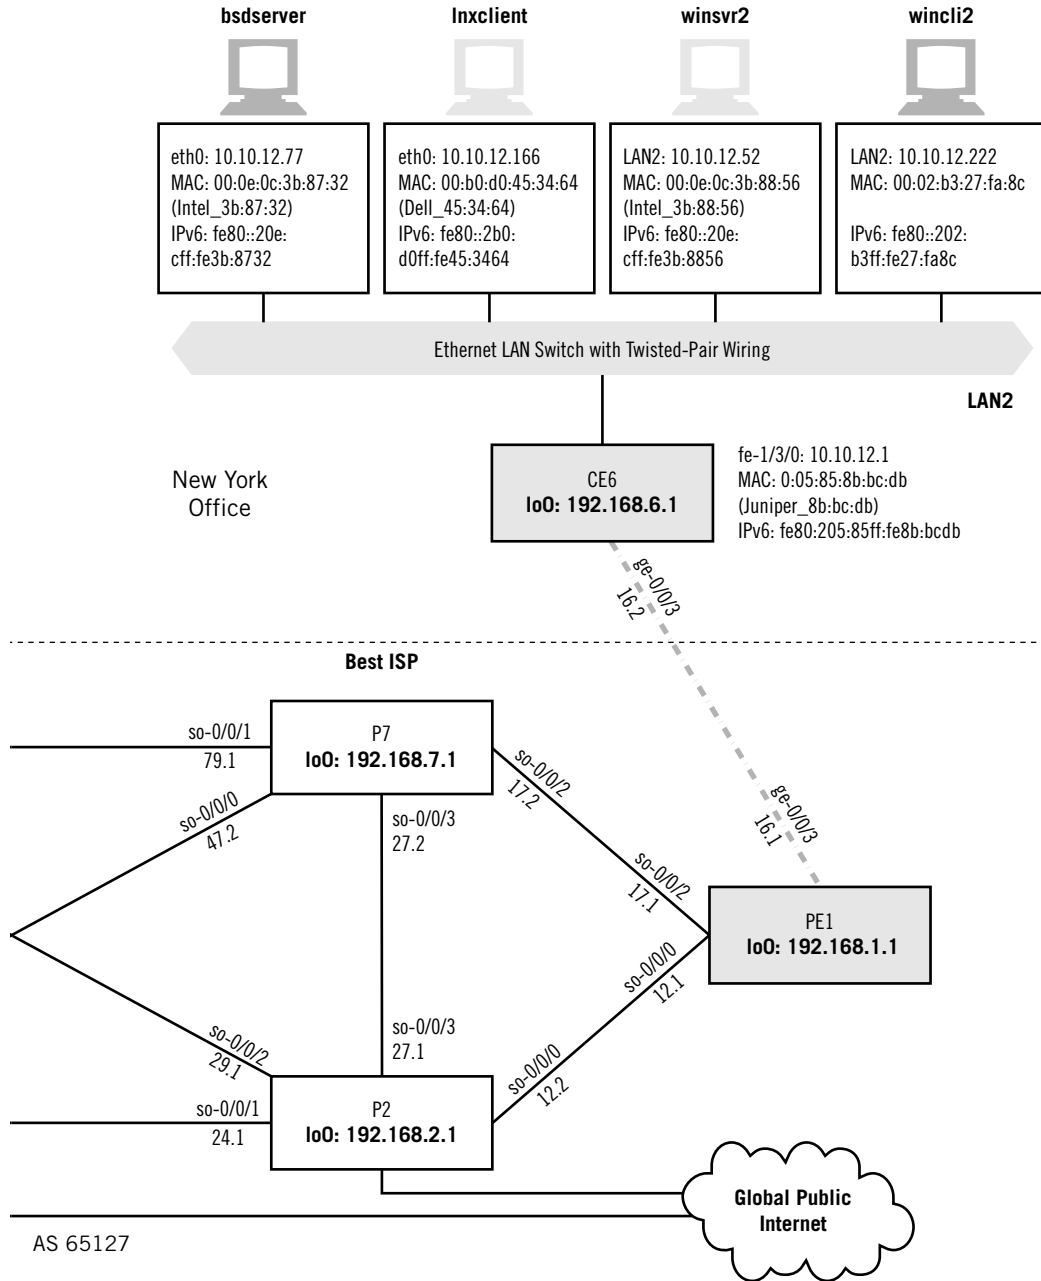 bsdserver
lnxclient
winsvr2
wincli2
eth0: 10.10.12.77
MAC: 00:0e:0c:3b:87:32
(Intel_3b:87:32)
IPv6: fe80::20e:
cff:fe3b:8732
eth0: 10.10.12.166
MAC: 00:b0:d0:45:34:64
(Dell_45:34:64)
IPv6: fe80::2b0:
d0ff:fe45:3464
LAN2: 10.10.12.52
MAC: 00:0e:0c:3b:88:56
(Intel_3b:88:56)
IPv6: fe80::20e:
cff:fe3b:8856
LAN2: 10.10.12.222
MAC: 00:02:b3:27:fa:8c
IPv6: fe80::202:
b3ff:fe27:fa8c
Ethernet LAN Switch with Twisted-Pair Wiring
LAN2
New York
Office
CE6
lo0: 192.168.6.1
fe-1/3/0: 10.10.12.1
MAC: 0:05:85:8b:bc:db
(Juniper_8b:bc:db)
IPv6: fe80:205:85ff:fe8b:bcdb
ge-0/0/3
16.2
Best ISP
so-0/0/1
79.1
P7
lo0: 192.168.7.1
so-0/0/2
17.2
so-0/0/0
47.2
so-0/0/3
27.2
ge-0/0/3
16.1
so-0/0/2
17.1
PE1
lo0: 192.168.1.1
so-0/0/0
12.1
so-0/0/2
29.1
so-0/0/3
27.1
so-0/0/0
12.2
so-0/0/1
24.1
P2
lo0: 192.168.2.1
Global Public
Internet
AS 65127